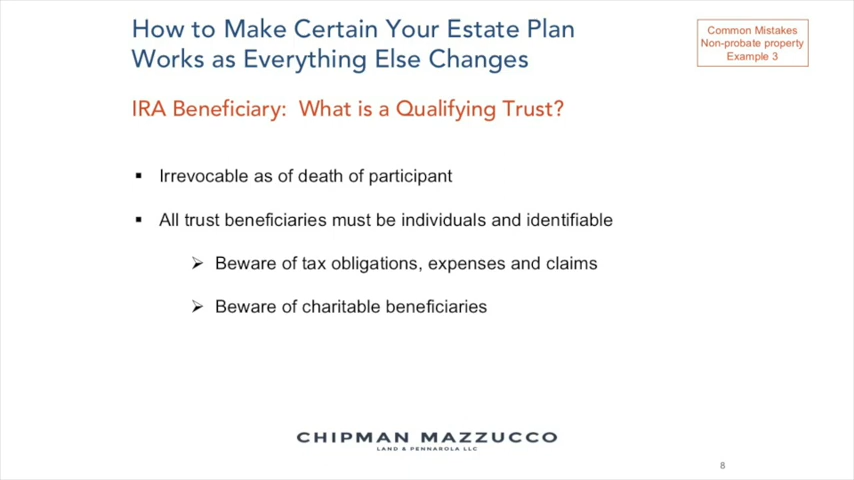 How to Make Certain Your Estate Plan
Works as Everything Else Changes
Common Mistakes
Non-probate property
Example 3
IRA Beneficiary: What is a Qualifying Trust?
▪ Irrevocable as of death of participant
▪ All trust beneficiaries must be individuals and identifiable
➢ Beware of tax obligations, expenses and claims
➢ Beware of charitable beneficiaries
CHIPMAN MAZZUCCO
LAND & PENNAROLA LLC
8